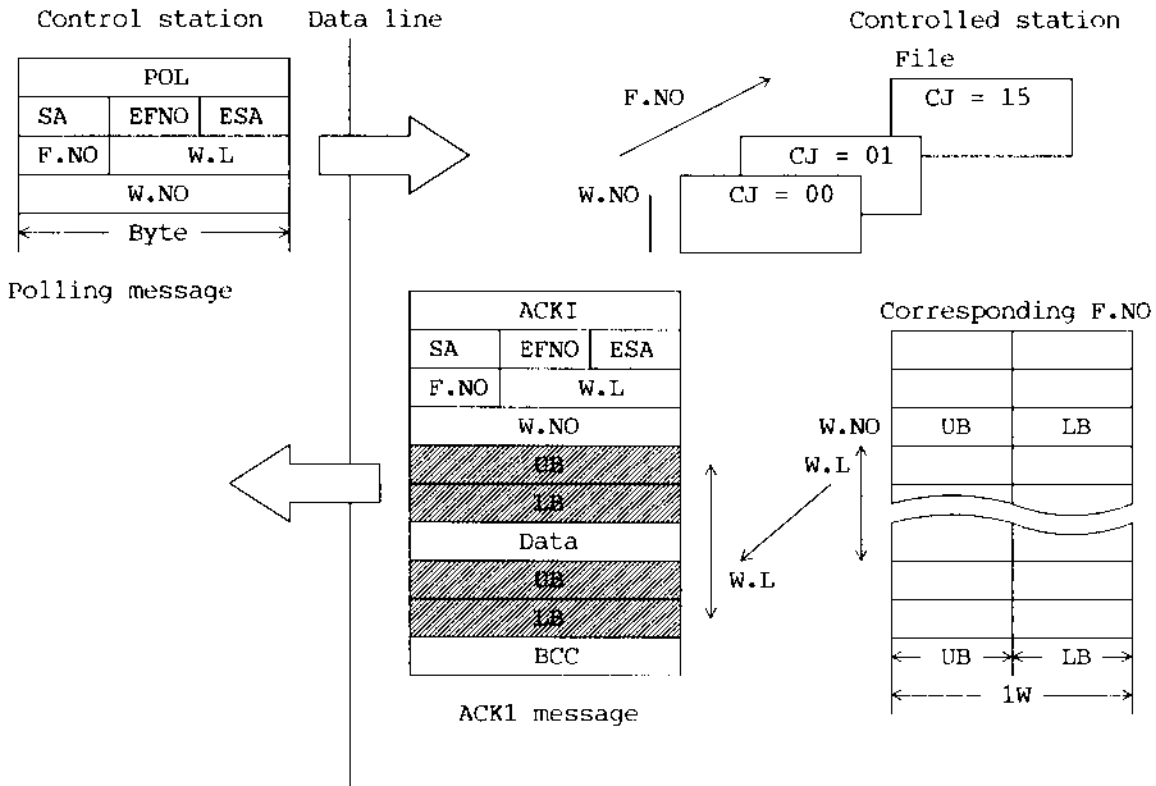 Control station
Data line
Controlled station
File
POL
SA EFNO ESA
F.NO W.L
W.NO
Byte
Polling message
F.NO
CJ = 15
CJ = 01
CJ = 00
W.NO
ACKI
SA EFNO ESA
F.NO W.L
W.NO
UB
LB
Data
UB
LB
BCC
ACK1 message
W.L
Corresponding F.NO
W.NO UB LB
W.L
UB LB
1W